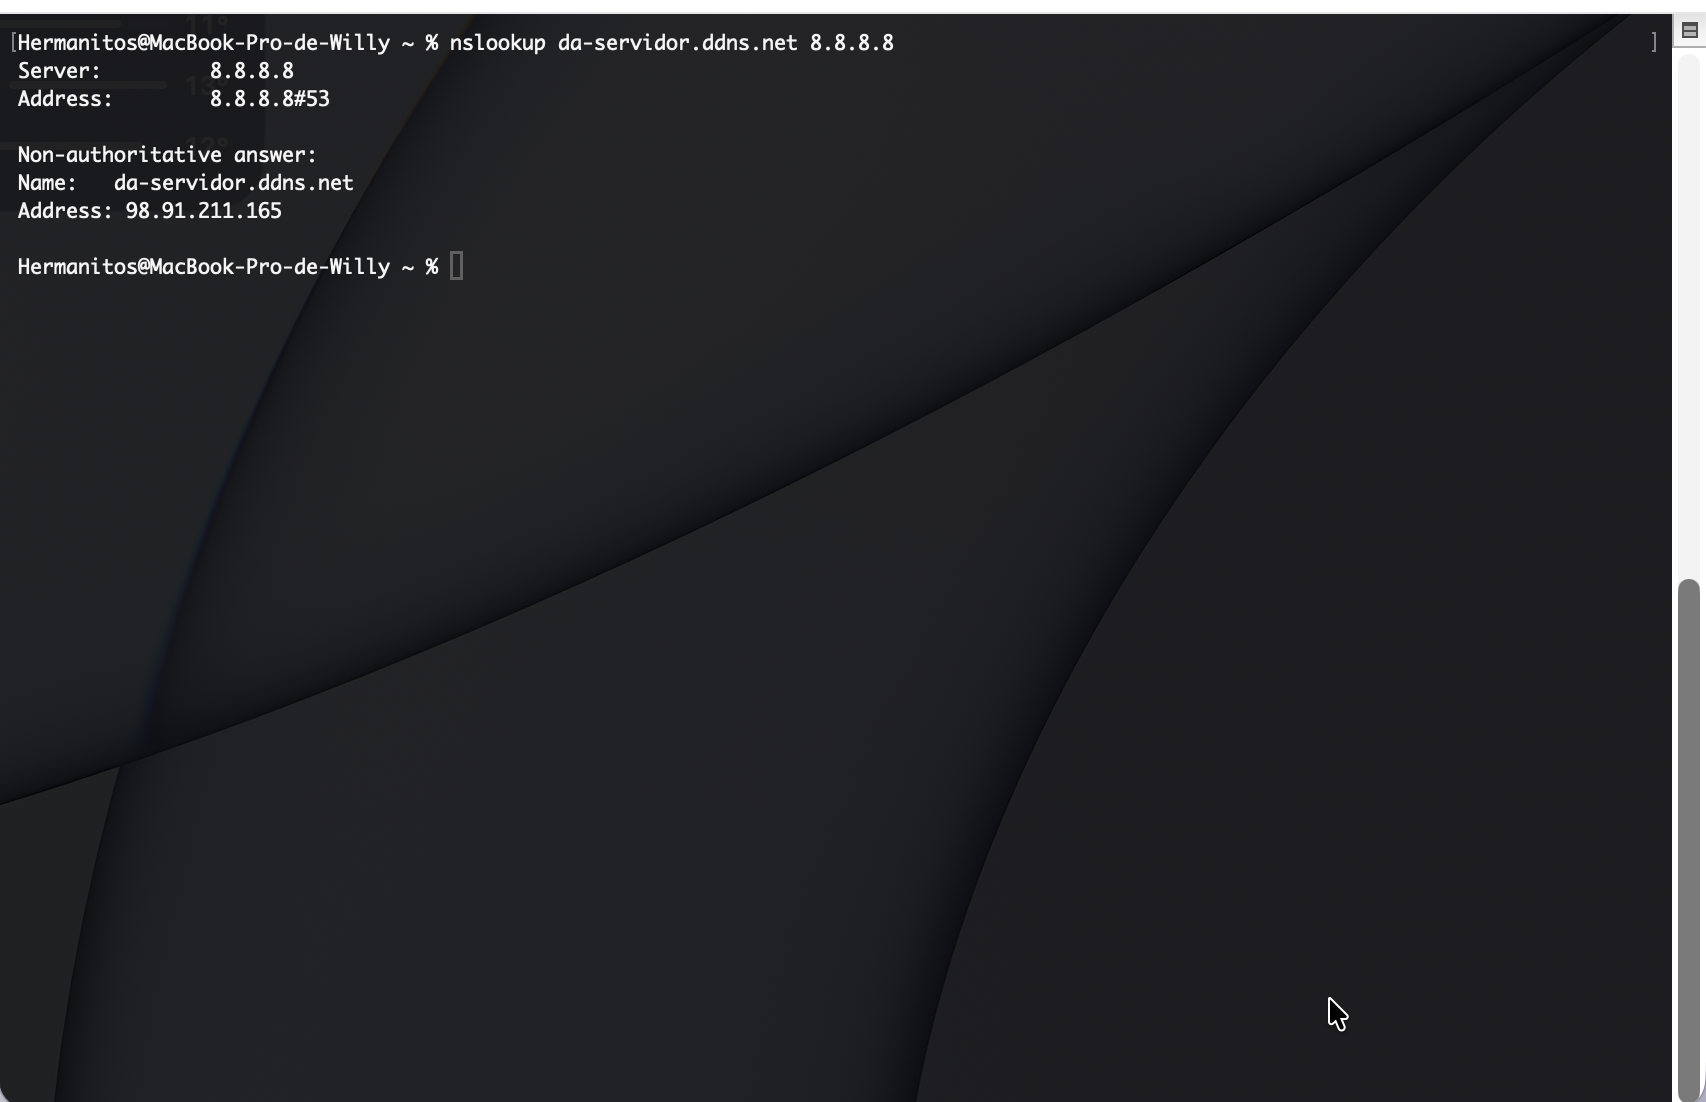 [Hermanitos@MacBook-Pro-de-Willy ~ % nslookup da-servidor.ddns.net 8.8.8.8 ]
Server: 8.8.8.8
Address: 8.8.8.8#53
Non-authoritative answer:
Name: da-servidor.ddns.net
Address: 98.91.211.165
Hermanitos@MacBook-Pro-de-Willy ~ %